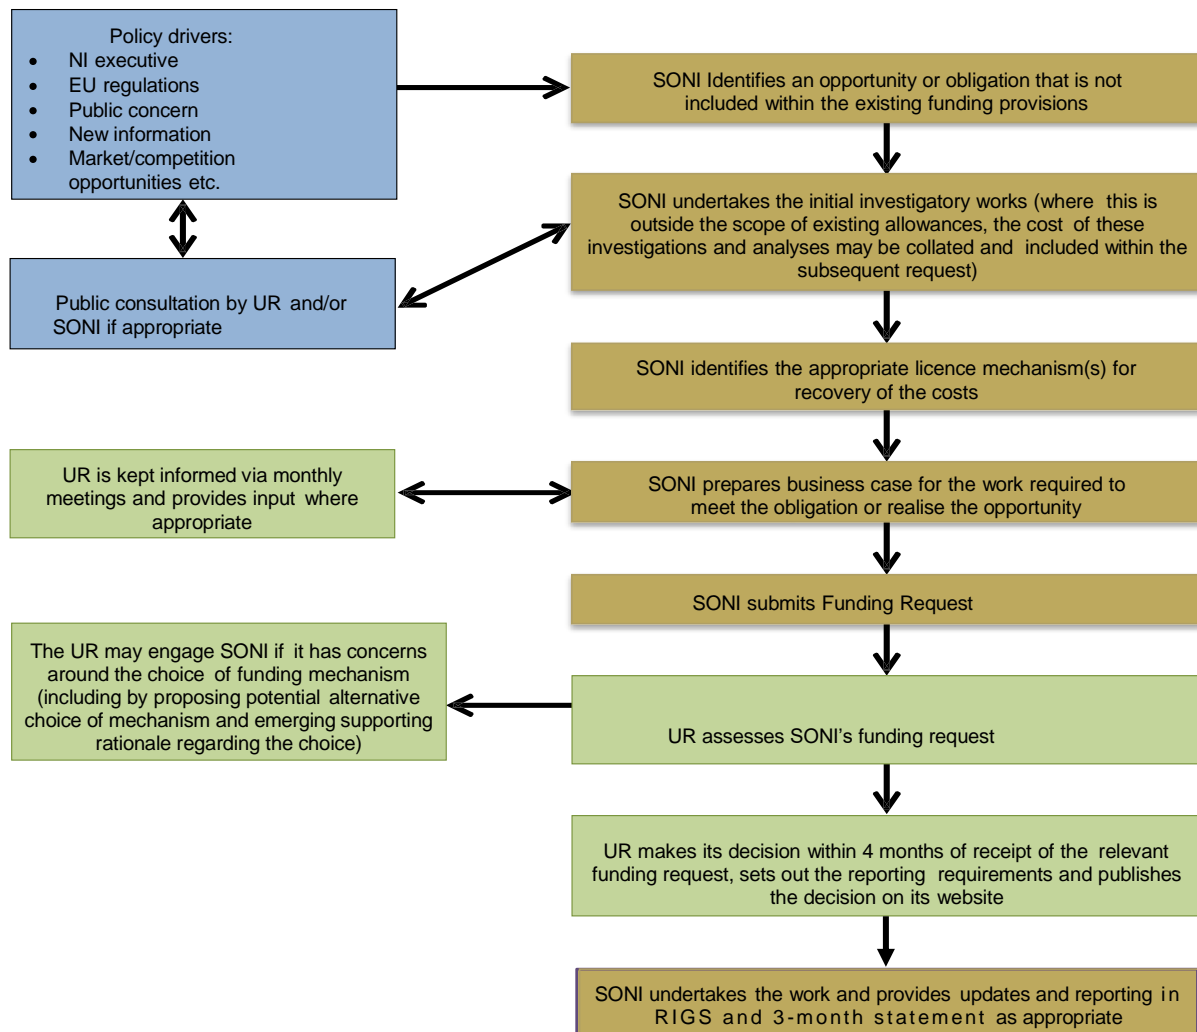 Policy drivers:
• NI executive
• EU regulations
• Public concern
• New information
• Market/competition
opportunities etc.
SONI Identifies an opportunity or obligation that is not
included within the existing funding provisions
SONI undertakes the initial investigatory works (where this is
outside the scope of existing allowances, the cost of these
investigations and analyses may be collated and included within the
subsequent request)
Public consultation by UR and/or
SONI if appropriate
SONI identifies the appropriate licence mechanism(s) for
recovery of the costs
UR is kept informed via monthly
meetings and provides input where
appropriate
SONI prepares business case for the work required to
meet the obligation or realise the opportunity
SONI submits Funding Request
The UR may engage SONI if it has concerns
around the choice of funding mechanism
(including by proposing potential alternative
choice of mechanism and emerging supporting
rationale regarding the choice)
UR assesses SONI’s funding request
UR makes its decision within 4 months of receipt of the relevant
funding request, sets out the reporting requirements and publishes
the decision on its website
SONI undertakes the work and provides updates and reporting in
RIGS and 3-month statement as appropriate